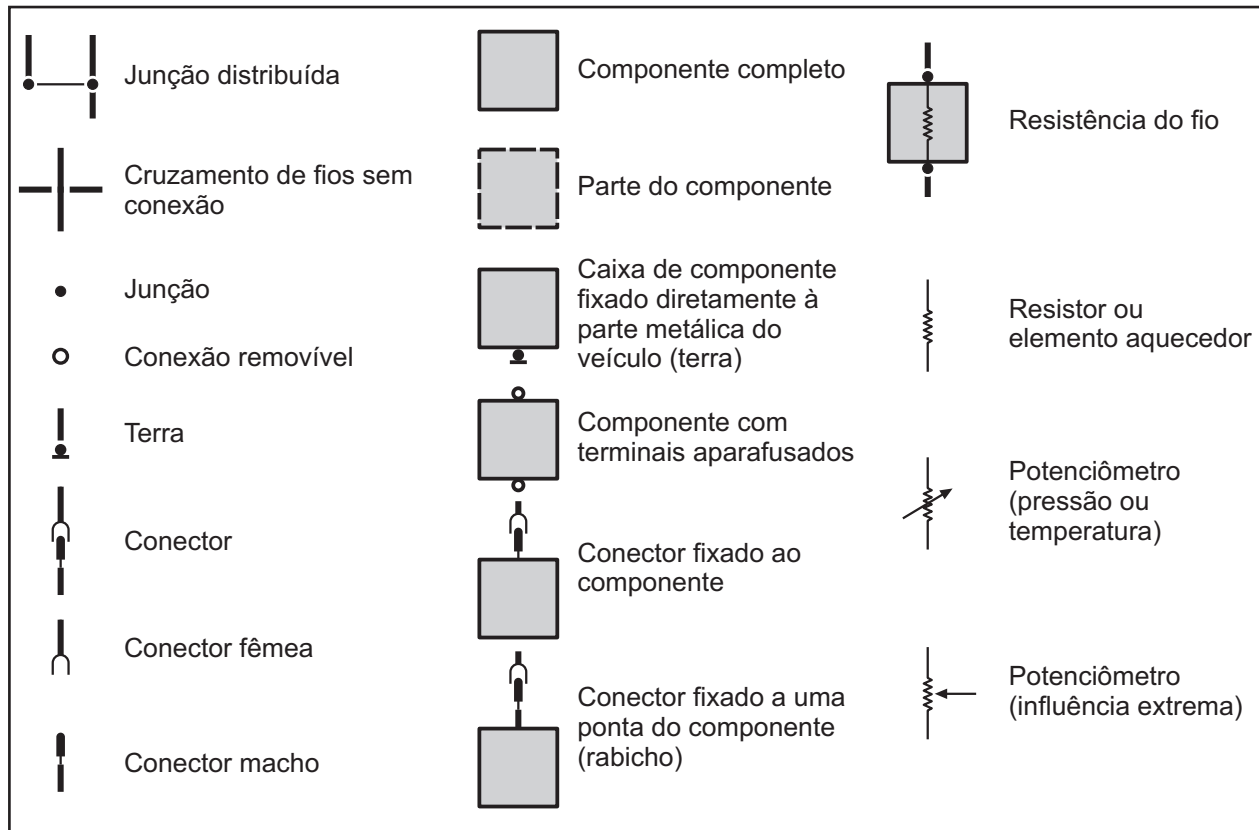 Junção distribuída
Cruzamento de fios sem
conexão
Junção
Conexão removível
Terra
Conector
Conector fêmea
Conector macho
Componente completo
Parte do componente
Caixa de componente
fixado diretamente à
parte metálica do
veículo (terra)
Componente com
terminais aparafusados
Conector fixado ao
componente
Conector fixado a uma
ponta do componente
(rabicho)
Resistência do fio
Resistor ou
elemento aquecedor
Potenciômetro
(pressão ou
temperatura)
Potenciômetro
(influência extrema)